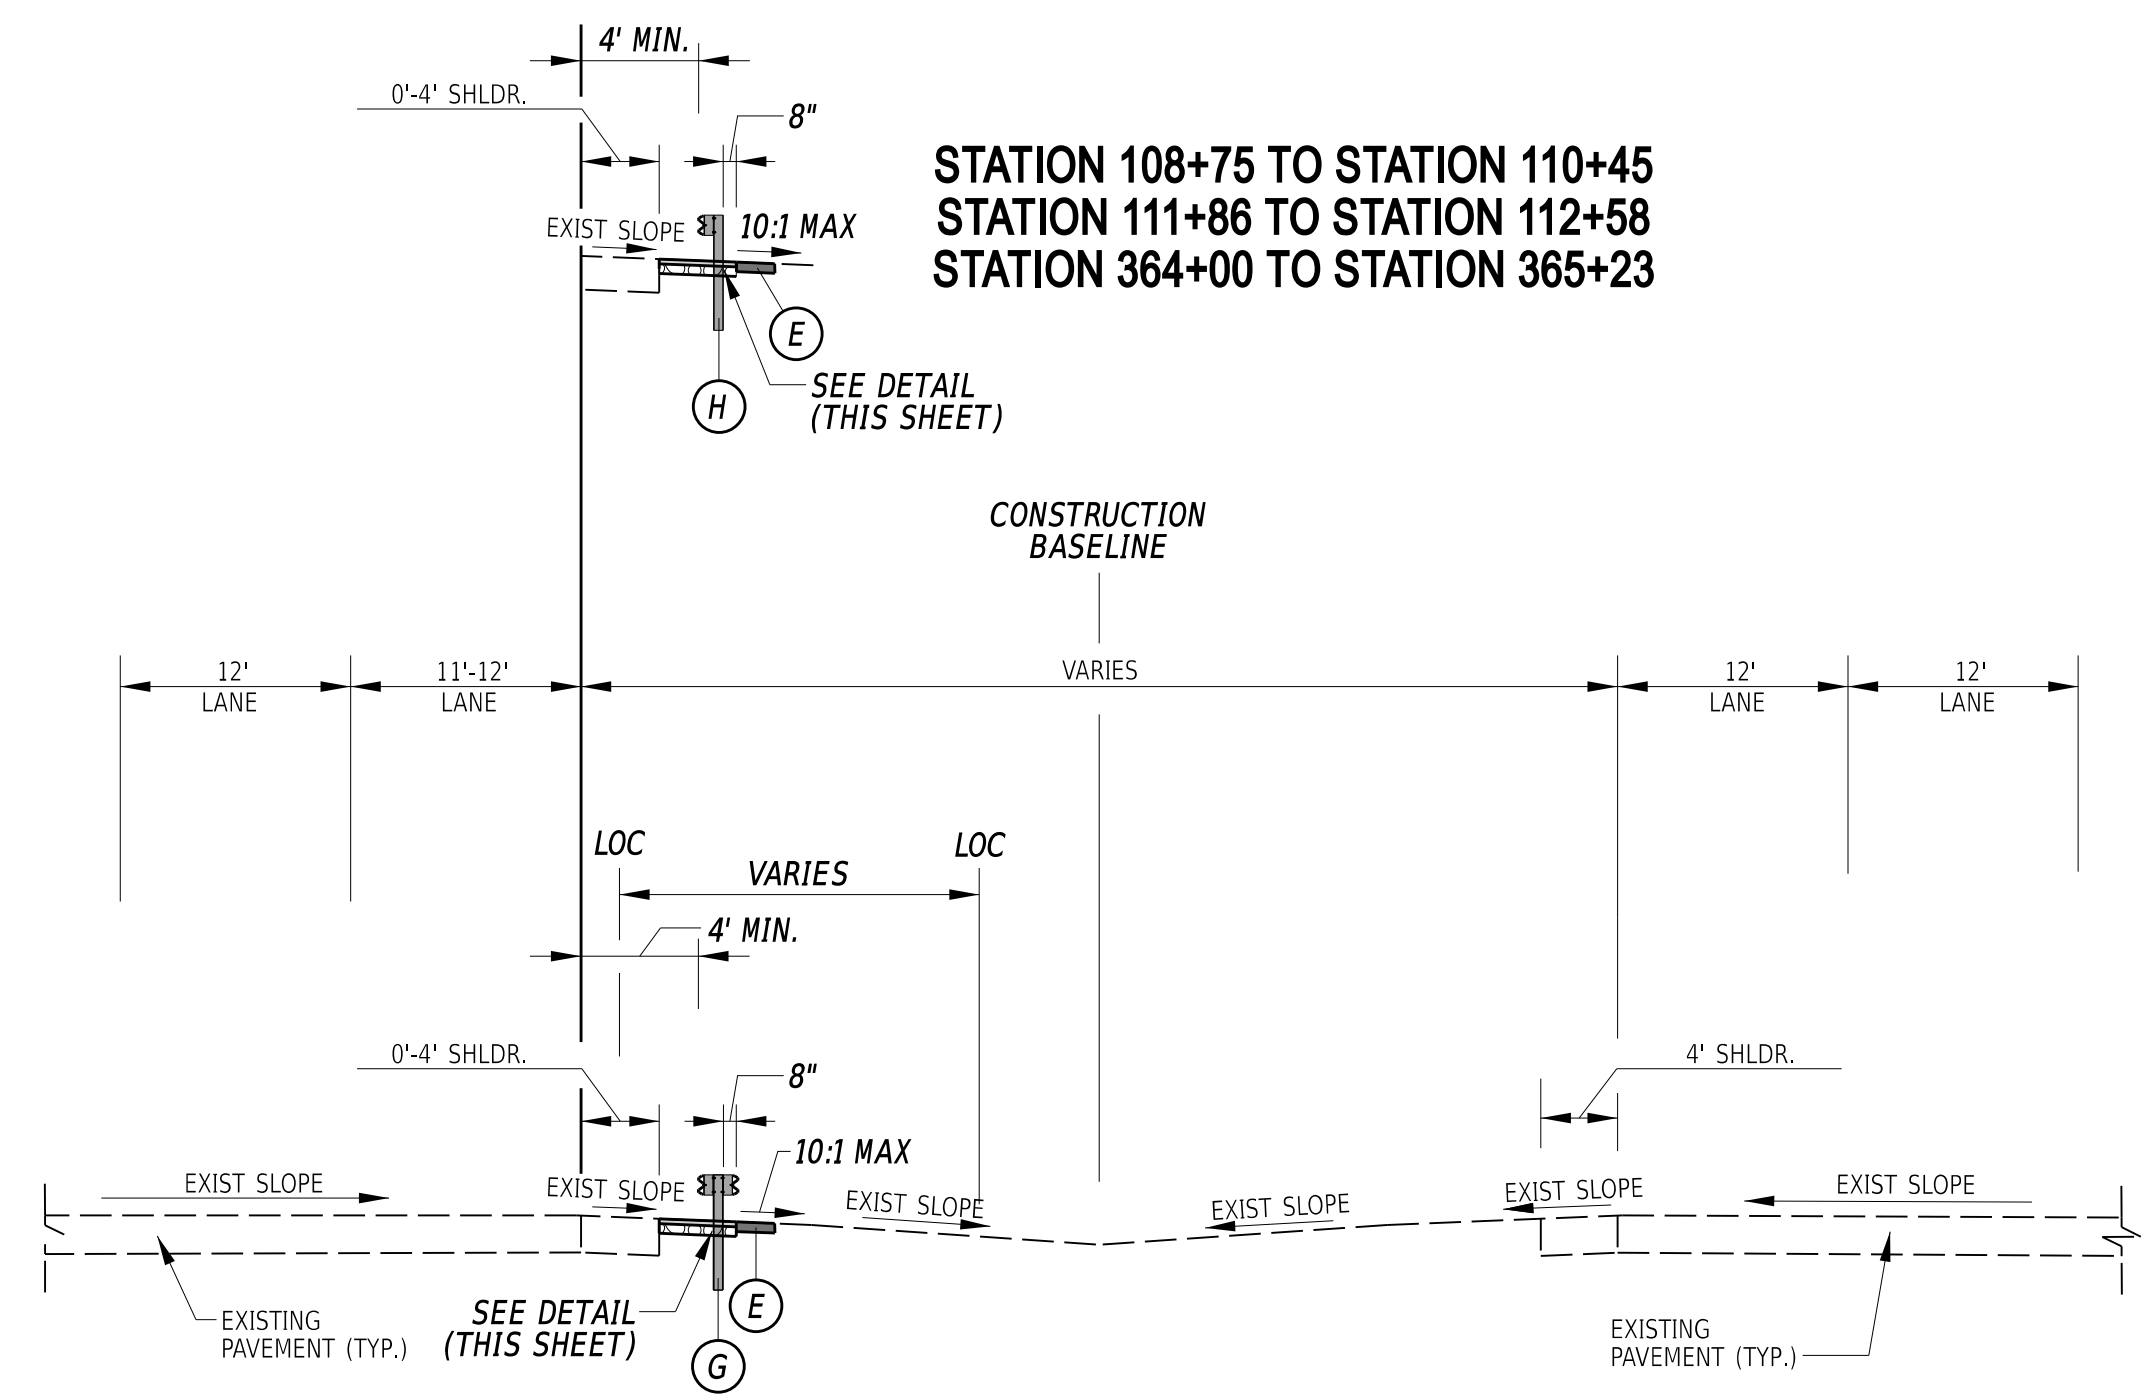 4' MIN.
0'-4' SHLDR.
8"
STATION 108+75 TO STATION 110+45
STATION 111+86 TO STATION 112+58
STATION 364+00 TO STATION 365+23
EXIST SLOPE
10:1 MAX
E
SEE DETAIL
(THIS SHEET)
H
CONSTRUCTION
BASELINE
12'
LANE
11'-12'
LANE
VARIES
12'
LANE
12'
LANE
LOC
LOC
VARIES
4' MIN.
0'-4' SHLDR.
8"
4' SHLDR.
10:1 MAX
EXIST SLOPE
EXIST SLOPE
EXIST SLOPE
EXIST SLOPE
EXIST SLOPE
EXIST SLOPE
EXISTING
PAVEMENT (TYP.)
SEE DETAIL
(THIS SHEET)
E
G
EXISTING
PAVEMENT (TYP.)